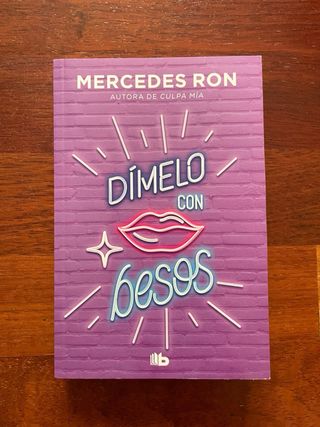 MERCEDES RON
AUTORA DE CULPA MÍA
DÍMELO
CON
besos
b